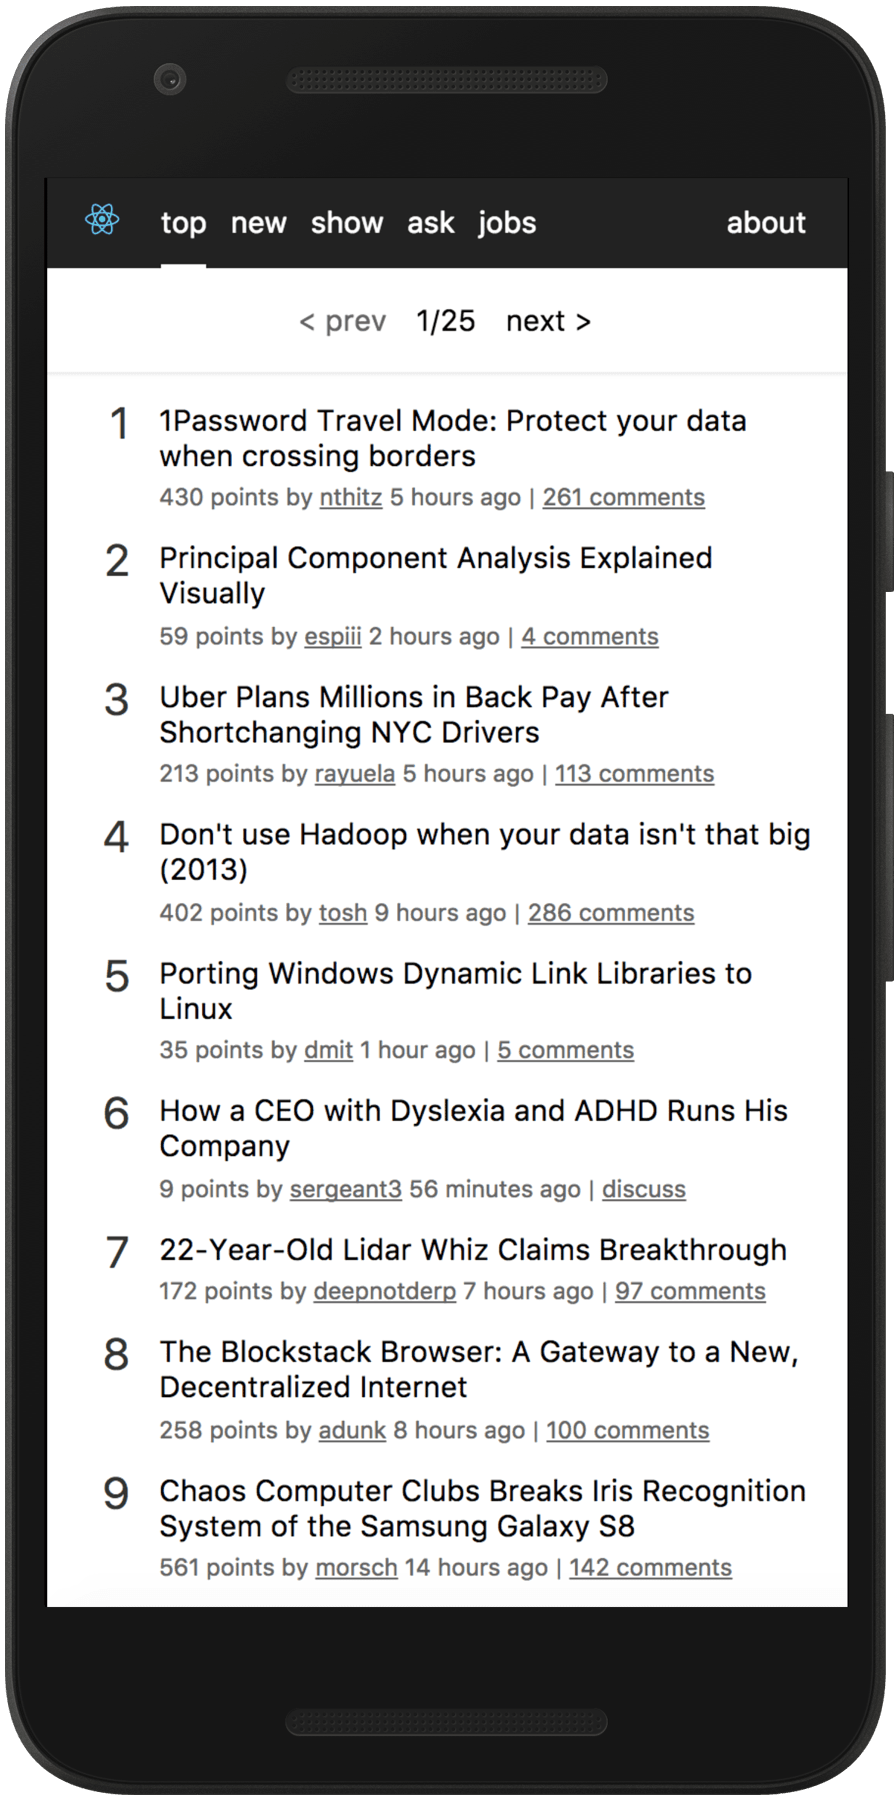 top new show ask jobs about
< prev 1/25 next >
1 1Password Travel Mode: Protect your data
when crossing borders
430 points by nthitz 5 hours ago | 261 comments
2 Principal Component Analysis Explained
Visually
59 points by espiii 2 hours ago | 4 comments
3 Uber Plans Millions in Back Pay After
Shortchanging NYC Drivers
213 points by rayuela 5 hours ago | 113 comments
4 Don't use Hadoop when your data isn't that big
(2013)
402 points by tosh 9 hours ago | 286 comments
5 Porting Windows Dynamic Link Libraries to
Linux
35 points by dmit 1 hour ago | 5 comments
6 How a CEO with Dyslexia and ADHD Runs His
Company
9 points by sergeant3 56 minutes ago | discuss
7 22-Year-Old Lidar Whiz Claims Breakthrough
172 points by deepnotderp 7 hours ago | 97 comments
8 The Blockstack Browser: A Gateway to a New,
Decentralized Internet
258 points by adunk 8 hours ago | 100 comments
9 Chaos Computer Clubs Breaks Iris Recognition
System of the Samsung Galaxy S8
561 points by morsch 14 hours ago | 142 comments